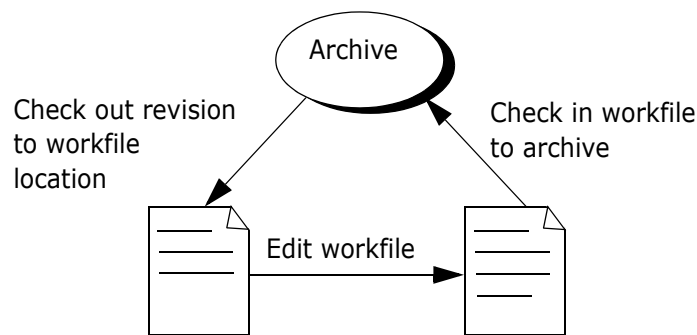 Archive
Check out revision
to workfile
location
Check in workfile
to archive
Edit workfile